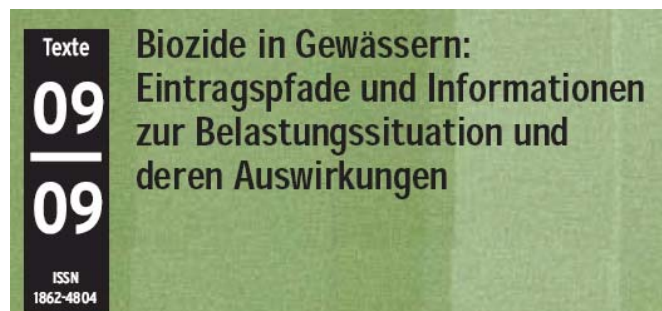 Texte
09
09
ISSN
1862-4804
Biozide in Gewässern:
Eintragspfade und Informationen
zur Belastungssituation und
deren Auswirkungen